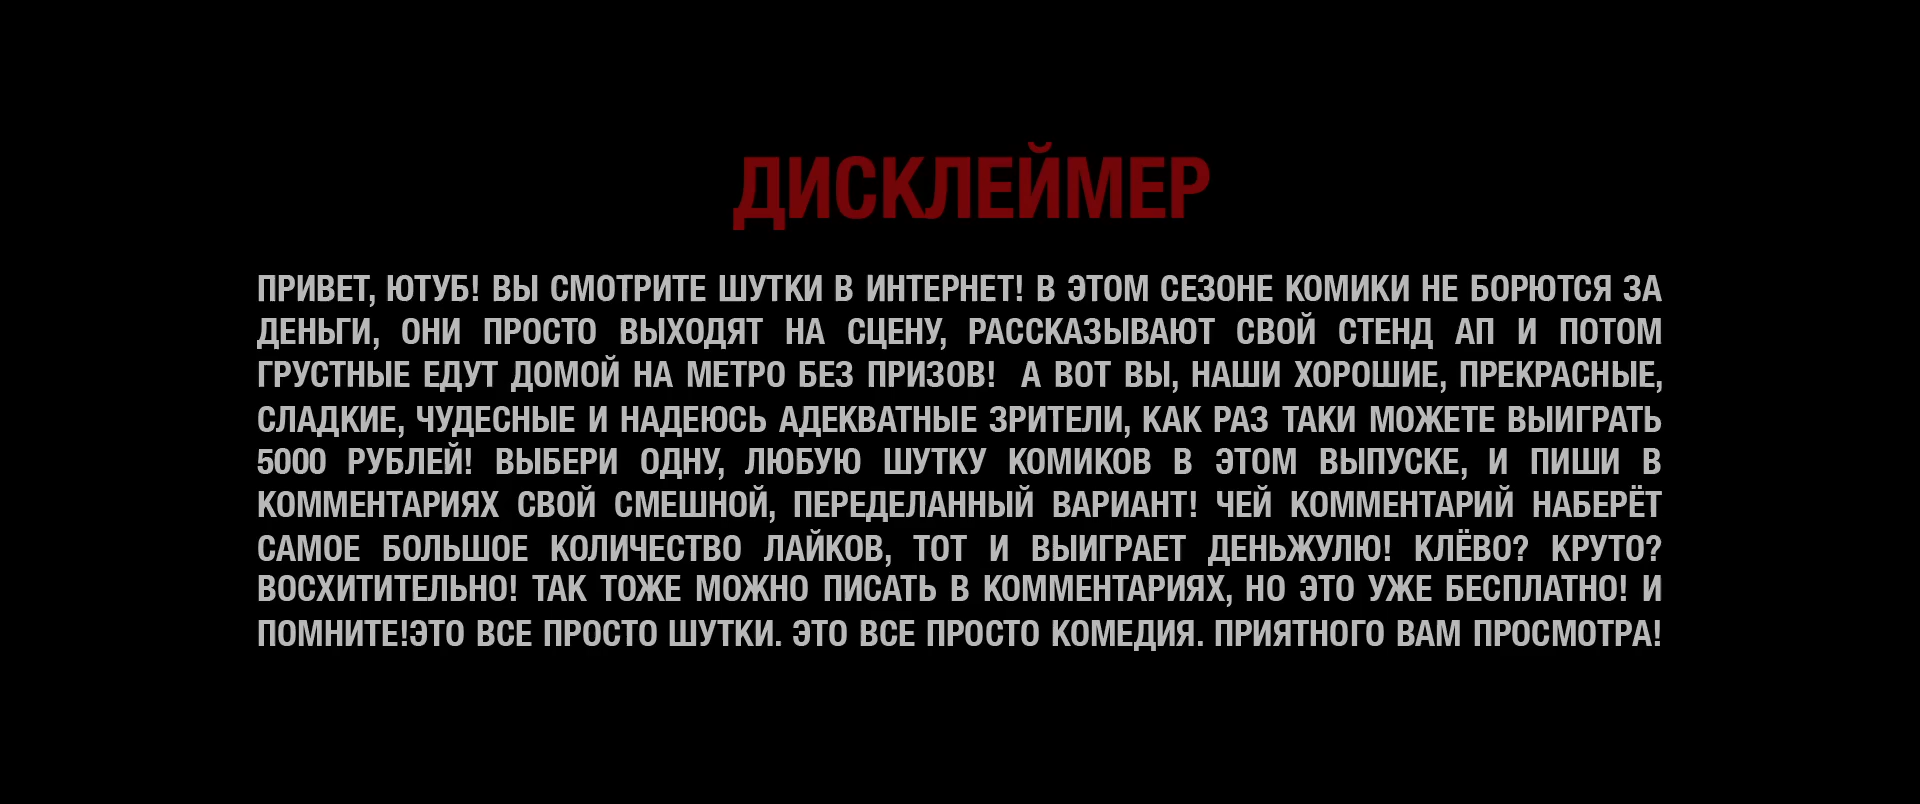 ДИСКЛЕЙМЕР
ПРИВЕТ, ЮТУБ! ВЫ СМОТРИТЕ ШУТКИ В ИНТЕРНЕТ! В ЭТОМ СЕЗОНЕ КОМИКИ НЕ БОРЮТСЯ ЗА
ДЕНЬГИ, ОНИ ПРОСТО ВЫХОДЯТ НА СЦЕНУ, РАССКАЗЫВАЮТ СВОЙ СТЕНД АП И ПОТОМ
ГРУСТНЫЕ ЕДУТ ДОМОЙ НА МЕТРО БЕЗ ПРИЗОВ! А ВОТ ВЫ, НАШИ ХОРОШИЕ, ПРЕКРАСНЫЕ,
СЛАДКИЕ, ЧУДЕСНЫЕ И НАДЕЮСЬ АДЕКВАТНЫЕ ЗРИТЕЛИ, КАК РАЗ ТАКИ МОЖЕТЕ ВЫИГРАТЬ
5000 РУБЛЕЙ! ВЫБЕРИ ОДНУ, ЛЮБУЮ ШУТКУ КОМИКОВ В ЭТОМ ВЫПУСКЕ, И ПИШИ В
КОММЕНТАРИЯХ СВОЙ СМЕШНОЙ, ПЕРЕДЕЛАННЫЙ ВАРИАНТ! ЧЕЙ КОММЕНТАРИЙ НАБЕРЁТ
САМОЕ БОЛЬШОЕ КОЛИЧЕСТВО ЛАЙКОВ, ТОТ И ВЫИГРАЕТ ДЕНЬЖУЛЮ! КЛЁВО? КРУТО?
ВОСХИТИТЕЛЬНО! ТАК ТОЖЕ МОЖНО ПИСАТЬ В КОММЕНТАРИЯХ, НО ЭТО УЖЕ БЕСПЛАТНО! И
ПОМНИТЕ!ЭТО ВСЕ ПРОСТО ШУТКИ. ЭТО ВСЕ ПРОСТО КОМЕДИЯ. ПРИЯТНОГО ВАМ ПРОСМОТРА!